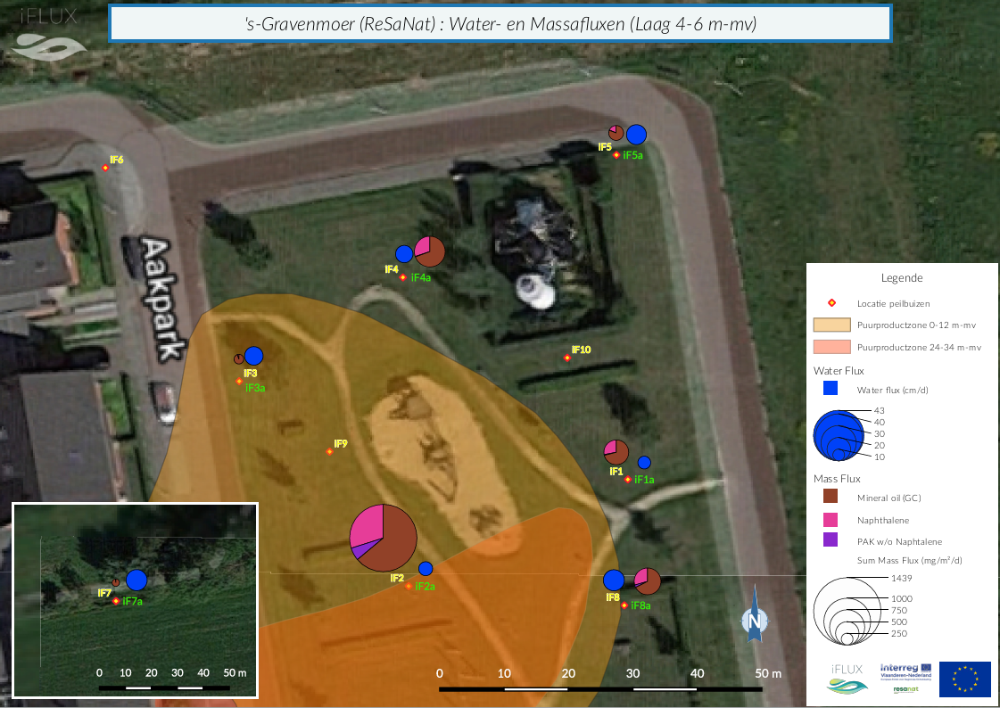 iFLUX
's-Gravenmoer (ReSaNat) : Water- en Massafluxen (Laag 4-6 m-mv)
IF5
iF5a
IF6
IF4
iF4a
Aakpark
IF10
IF3
iF3a
IF9
IF1
iF1a
IF2
iF2a
IF8
iF8a
IF7
iF7a
0 10 20 30 40 50 m
N
0 10 20 30 40 50 m
Legende
Locatie peilbuizen
Puurproductzone 0-12 m-mv
Puurproductzone 24-34 m-mv
Water Flux
Water flux (cm/d)
43
40
30
20
10
Mass Flux
Mineral oil (GC)
Naphthalene
PAK w/o Naphtalene
Sum Mass Flux (mg/m²/d)
1439
1000
750
500
250
iFLUX
Interreg
Vlaanderen-Nederland
resanat